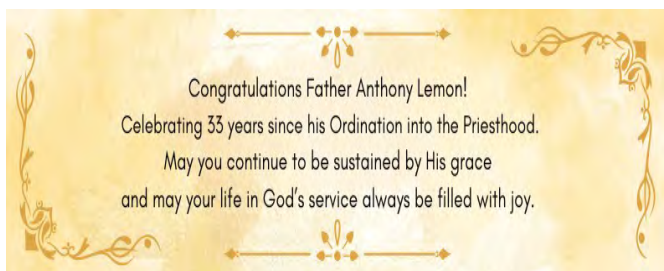 Congratulations Father Anthony Lemon!
Celebrating 33 years since his Ordination into the Priesthood.
May you continue to be sustained by His grace
and may your life in God's service always be filled with joy.